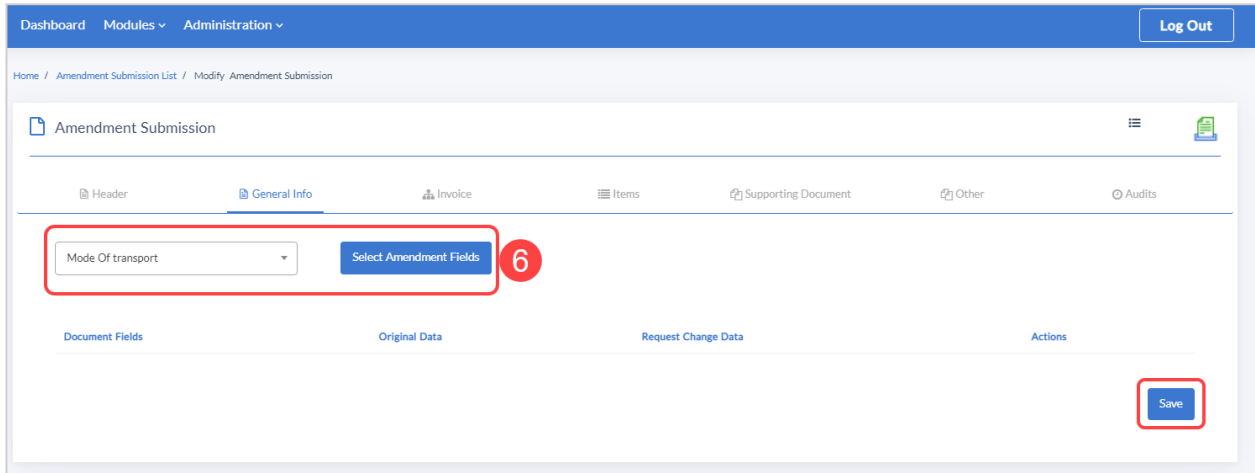 Dashboard Modules Administration Log Out
Home / Amendment Submission List / Modify Amendment Submission
Amendment Submission
Header General Info Invoice Items Supporting Document Other Audits
Mode Of transport Select Amendment Fields 6
Document Fields Original Data Request Change Data Actions
Save